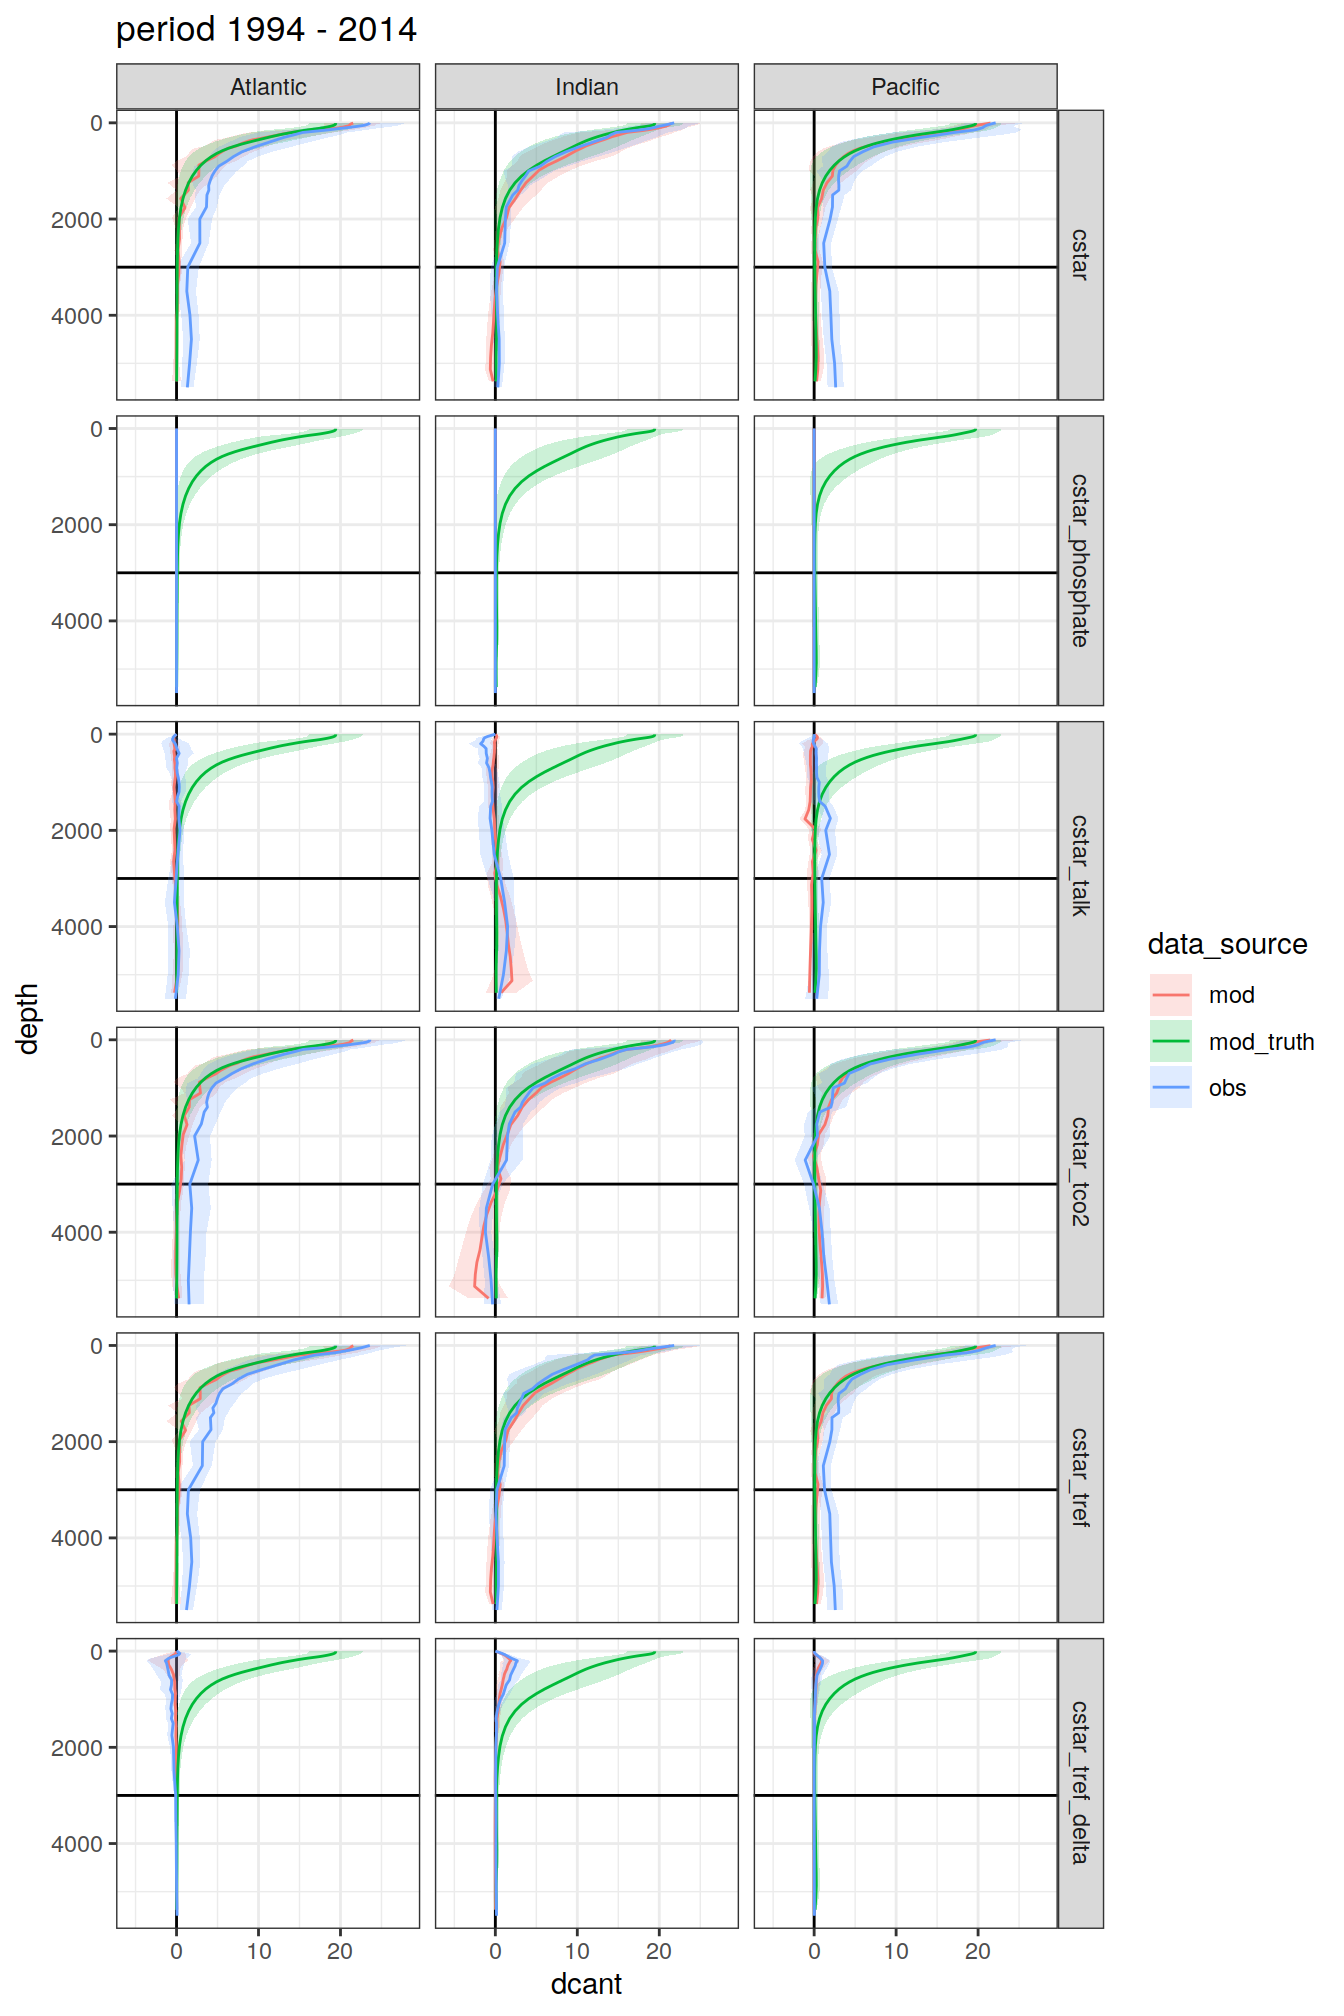 period 1994 - 2014
Atlantic Indian Pacific
0
2000
4000
cstar
0
2000
4000
cstar_phosphate
0
2000
4000
cstar_talk
0
2000
4000
cstar_tco2
0
2000
4000
cstar_tref
0
2000
4000
cstar_tref_delta
0 10 20 0 10 20 0 10 20
dcant
depth
data_source
mod
mod_truth
obs